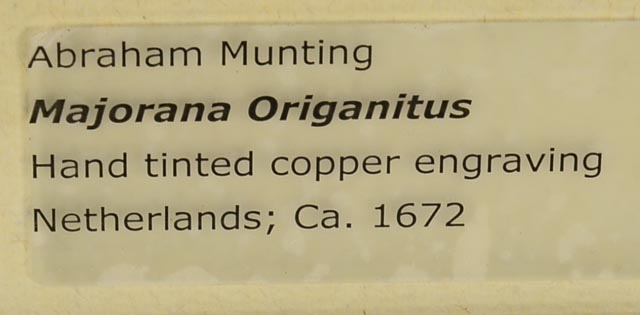 Abraham Munting
Majorana Origanitus
Hand tinted copper engraving
Netherlands; Ca. 1672